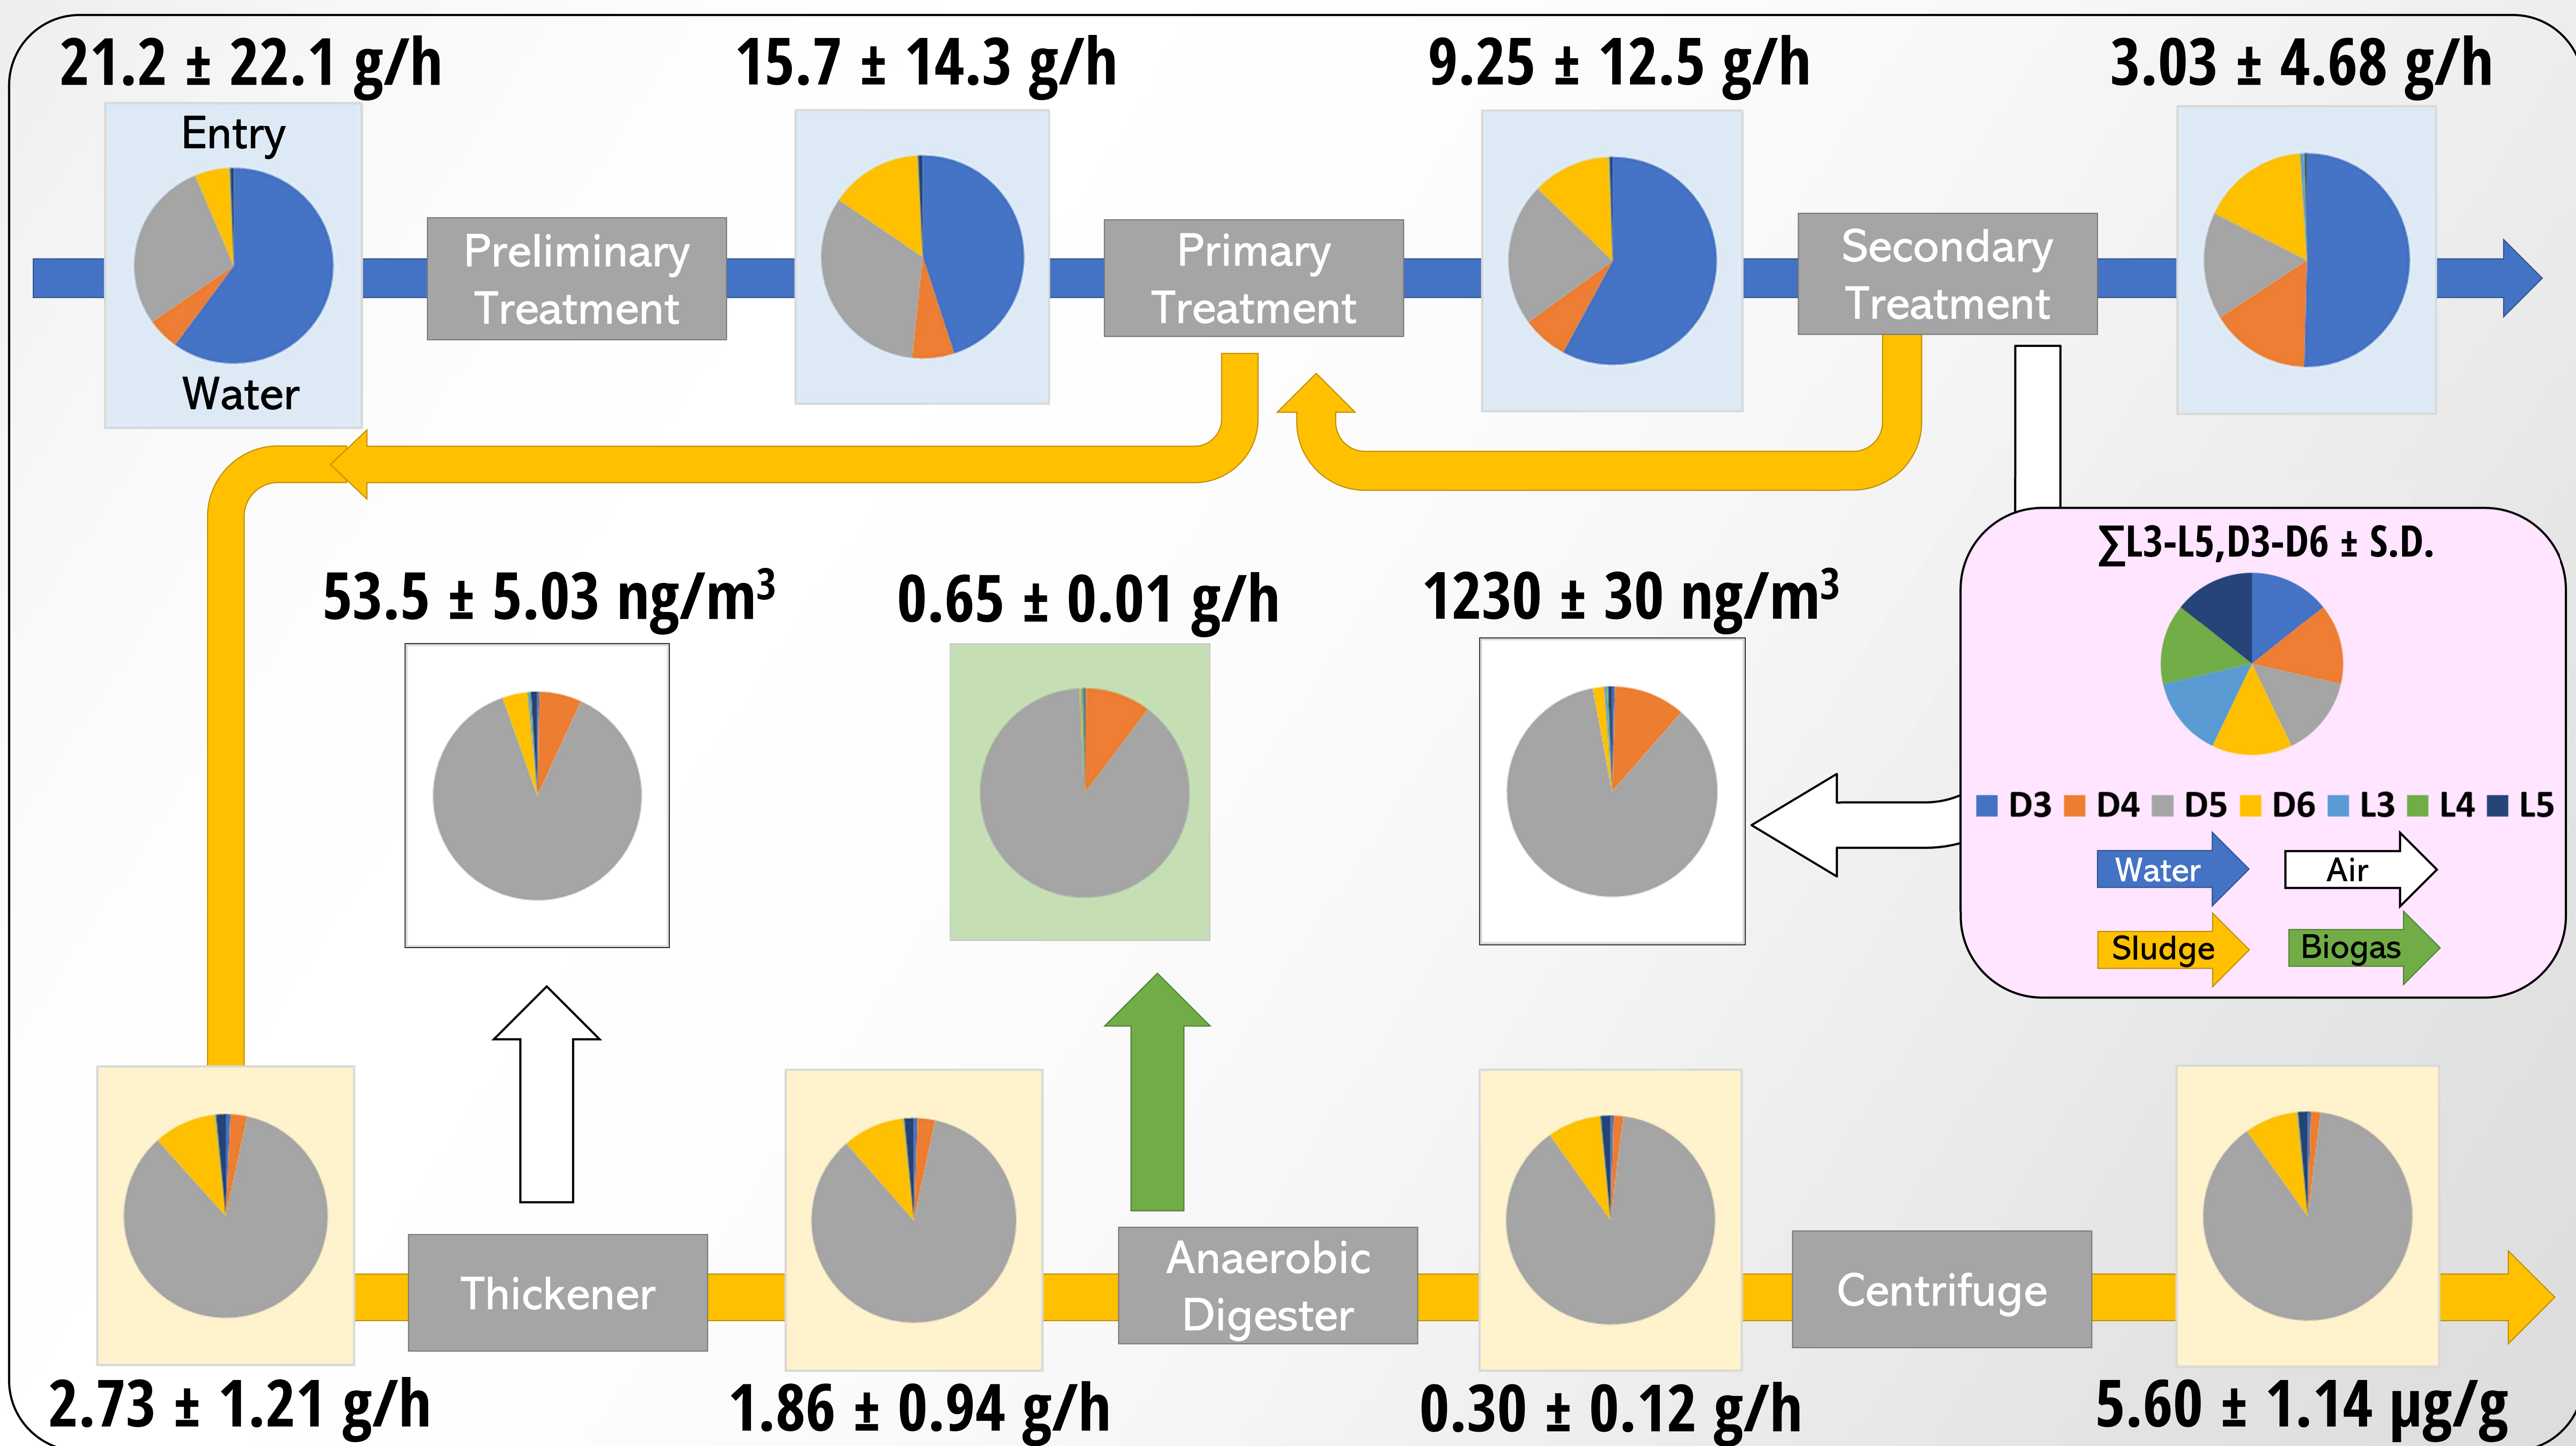 21.2 ± 22.1 g/h
15.7 ± 14.3 g/h
9.25 ± 12.5 g/h
3.03 ± 4.68 g/h
Entry
Water
Preliminary
Treatment
Primary
Treatment
Secondary
Treatment
53.5 ± 5.03 ng/m³
0.65 ± 0.01 g/h
1230 ± 30 ng/m³
∑L3-L5,D3-D6 ± S.D.
D3 D4 D5 D6 L3 L4 L5
Water
Air
Sludge
Biogas
Thickener
Anaerobic
Digester
Centrifuge
2.73 ± 1.21 g/h
1.86 ± 0.94 g/h
0.30 ± 0.12 g/h
5.60 ± 1.14 µg/g